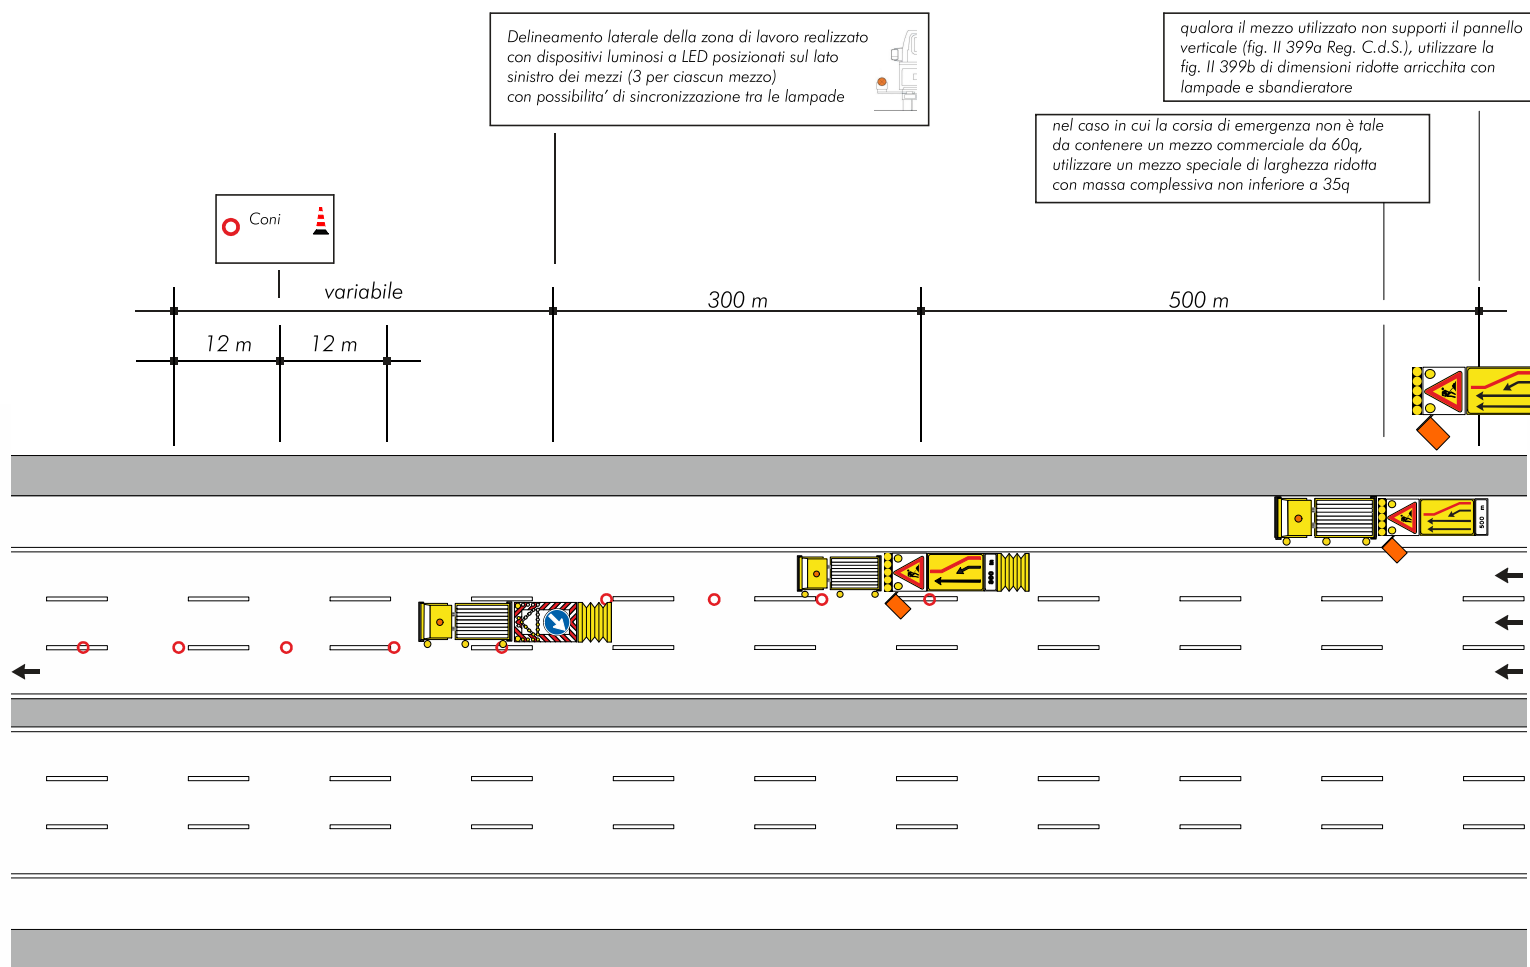 Delineamento laterale della zona di lavoro realizzato
con dispositivi luminosi a LED posizionati sul lato
sinistro dei mezzi (3 per ciascun mezzo)
con possibilita’ di sincronizzazione tra le lampade
qualora il mezzo utilizzato non supporti il pannello
verticale (fig. II 399a Reg. C.d.S.), utilizzare la
fig. II 399b di dimensioni ridotte arricchita con
lampade e sbandieratore
nel caso in cui la corsia di emergenza non è tale
da contenere un mezzo commerciale da 60q,
utilizzare un mezzo speciale di larghezza ridotta
con massa complessiva non inferiore a 35q
Coni
variabile
300 m
500 m
12 m
12 m
500 m